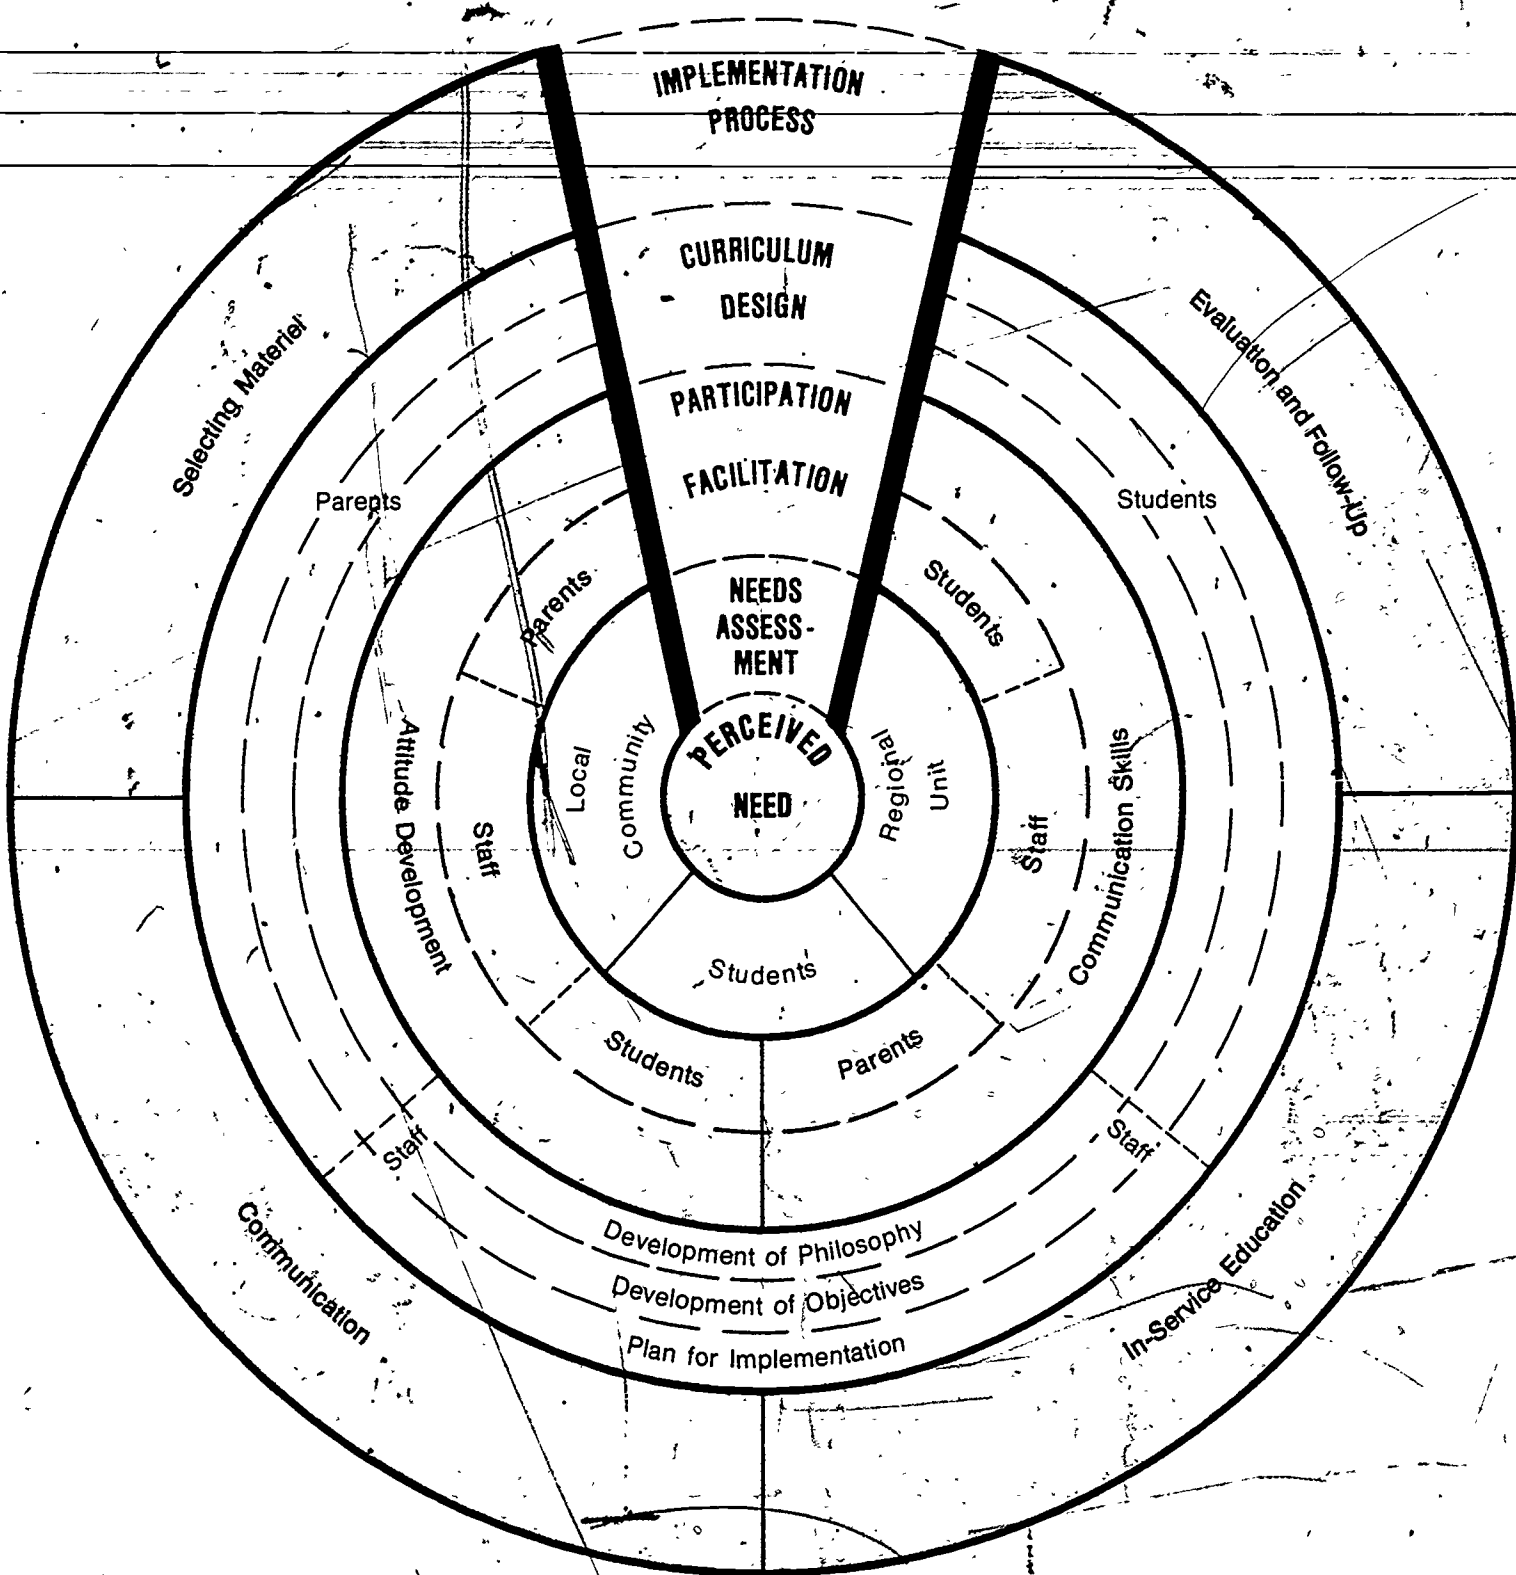 IMPLEMENTATION
PROCESS
CURRICULUM
DESIGN
PARTICIPATION
FACILITATION
NEEDS
ASSESS-
MENT
PERCEIVED
NEED
Selecting Materiel
Evaluation and Follow-Up
Parents
Students
Parents
Students
Attitude Development
Staff
Local
Community
Regional
Unit
Staff
Communication Skills
Students
Students
Parents
Staff
Staff
Development of Philosophy
Development of Objectives
Plan for Implementation
Communication
In-Service Education